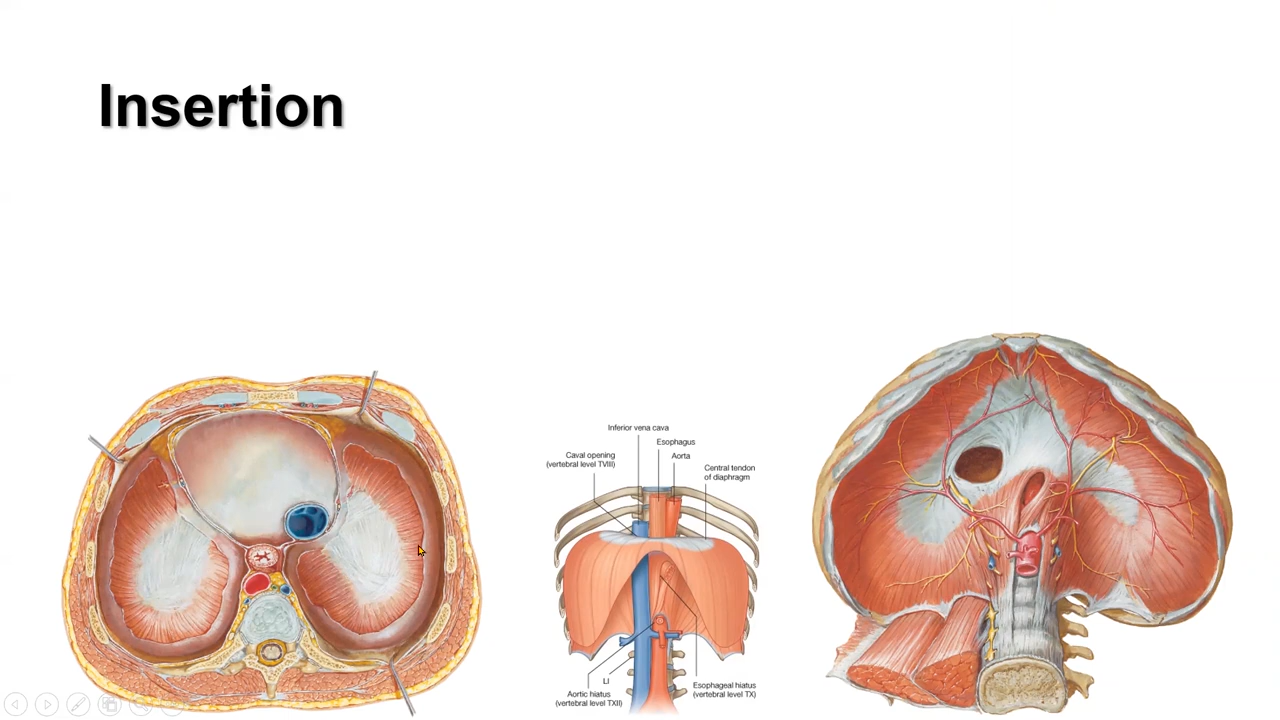 Insertion
Inferior vena cava
Esophagus
Caval opening
(vertebral level TVIII)
Aorta
Central tendon
of diaphragm
LI
Aortic hiatus
(vertebral level TXII)
Esophageal hiatus
(vertebral level TX)